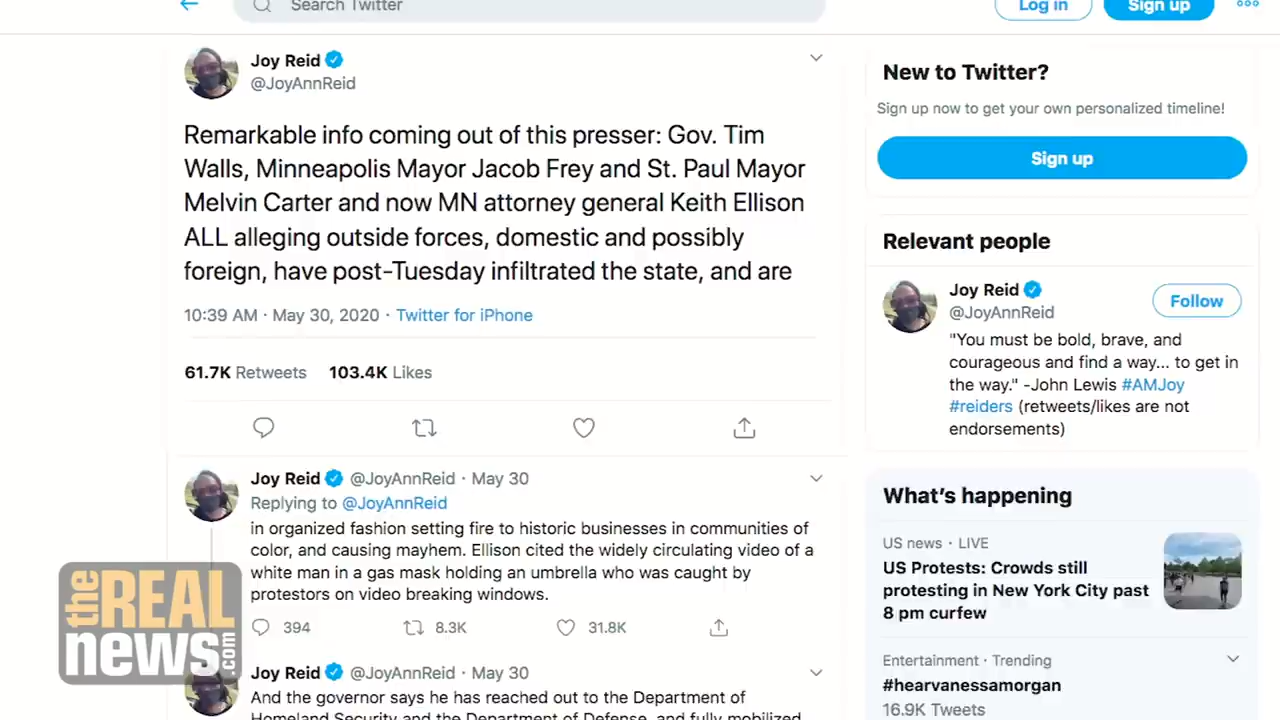 Search Twitter
Log in
Sign up
Joy Reid
@JoyAnnReid
Remarkable info coming out of this presser: Gov. Tim
Walls, Minneapolis Mayor Jacob Frey and St. Paul Mayor
Melvin Carter and now MN attorney general Keith Ellison
ALL alleging outside forces, domestic and possibly
foreign, have post-Tuesday infiltrated the state, and are
10:39 AM · May 30, 2020 · Twitter for iPhone
61.7K Retweets 103.4K Likes
Joy Reid @JoyAnnReid · May 30
Replying to @JoyAnnReid
in organized fashion setting fire to historic businesses in communities of
color, and causing mayhem. Ellison cited the widely circulating video of a
white man in a gas mask holding an umbrella who was caught by
protestors on video breaking windows.
394 8.3K 31.8K
Joy Reid @JoyAnnReid · May 30
And the governor says he has reached out to the Department of
Homeland Security and the Department of Defense, and fully mobilized
New to Twitter?
Sign up now to get your own personalized timeline!
Sign up
Relevant people
Joy Reid
@JoyAnnReid
Follow
"You must be bold, brave, and
courageous and find a way... to get in
the way." -John Lewis #AMJoy
#reiders (retweets/likes are not
endorsements)
What's happening
US news · LIVE
US Protests: Crowds still
protesting in New York City past
8 pm curfew
Entertainment · Trending
#hearvanessamorgan
16.9K Tweets
the REAL
news.com